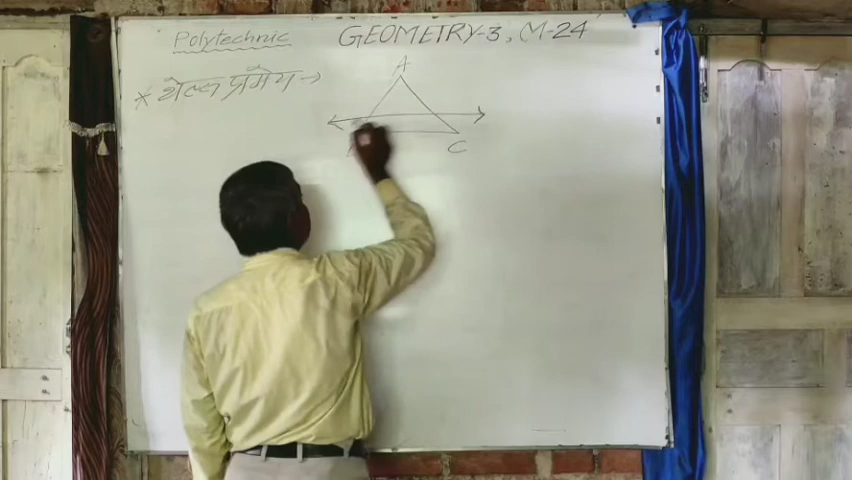 Polytechnic GEOMETRY-3, M-24
* थेल्स प्रमेय →
A
C